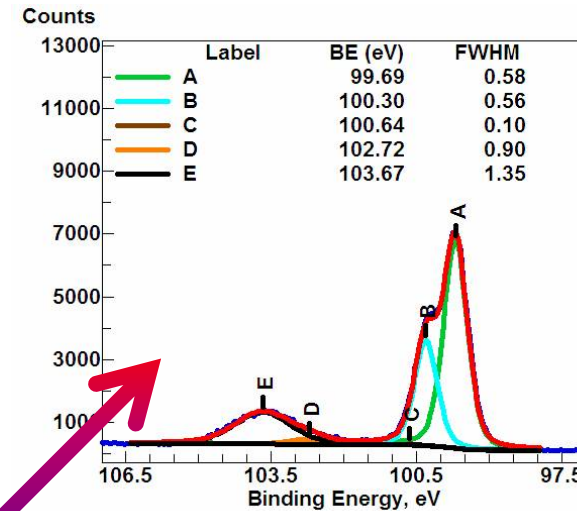 Counts
13000
11000
9000
7000
5000
3000
1000
Label BE (eV) FWHM
A 99.69 0.58
B 100.30 0.56
C 100.64 0.10
D 102.72 0.90
E 103.67 1.35
A
B
C
D
E
106.5 103.5 100.5 97.5
Binding Energy, eV